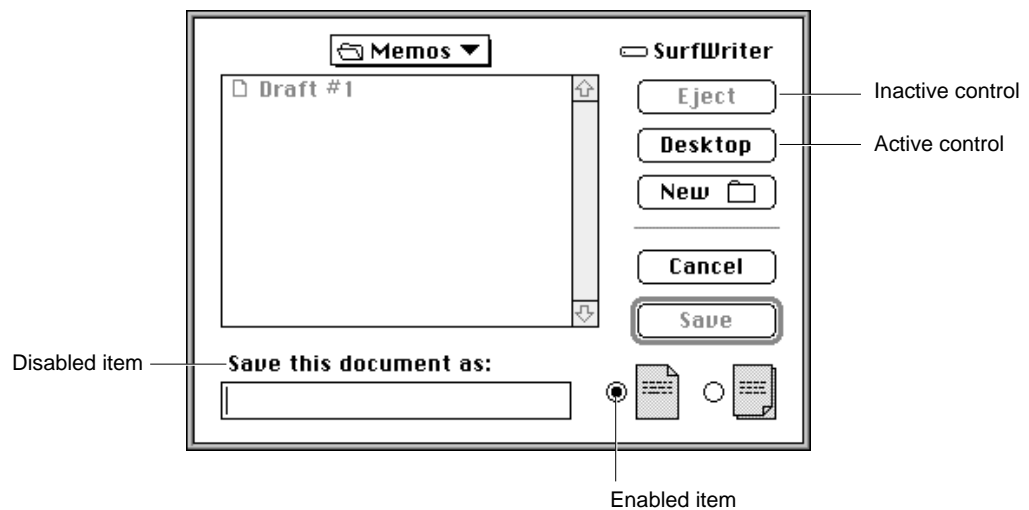 Memos
SurfWriter
Draft #1
Eject
Inactive control
Desktop
Active control
New
Cancel
Save
Disabled item
Save this document as:
Enabled item